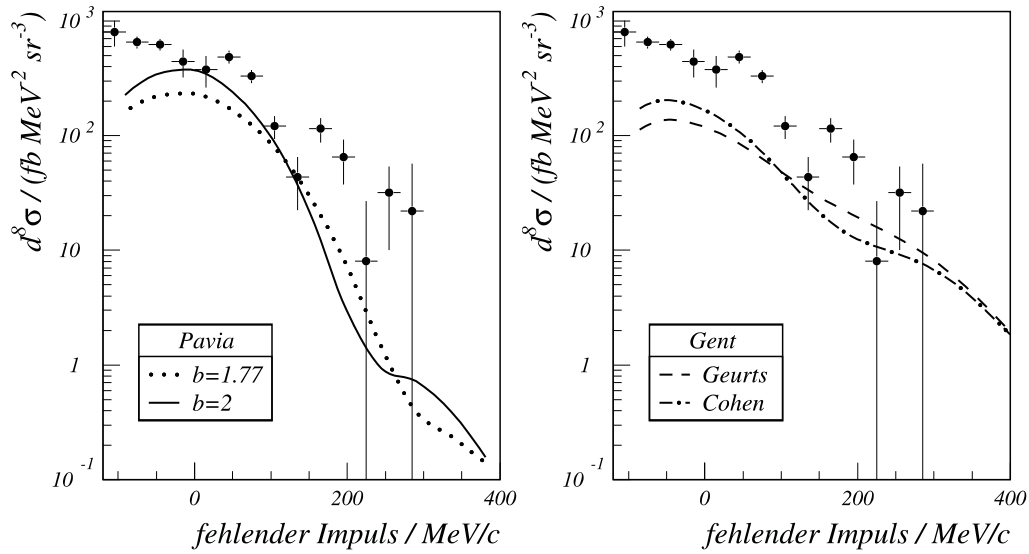 d⁸σ / (fb MeV² sr⁻³)
10³
10²
10
1
10⁻¹
Pavia
b=1.77
b=2
0
200
400
fehlender Impuls / MeV/c
d⁸σ / (fb MeV² sr⁻³)
10³
10²
10
1
10⁻¹
Gent
Geurts
Cohen
0
200
400
fehlender Impuls / MeV/c